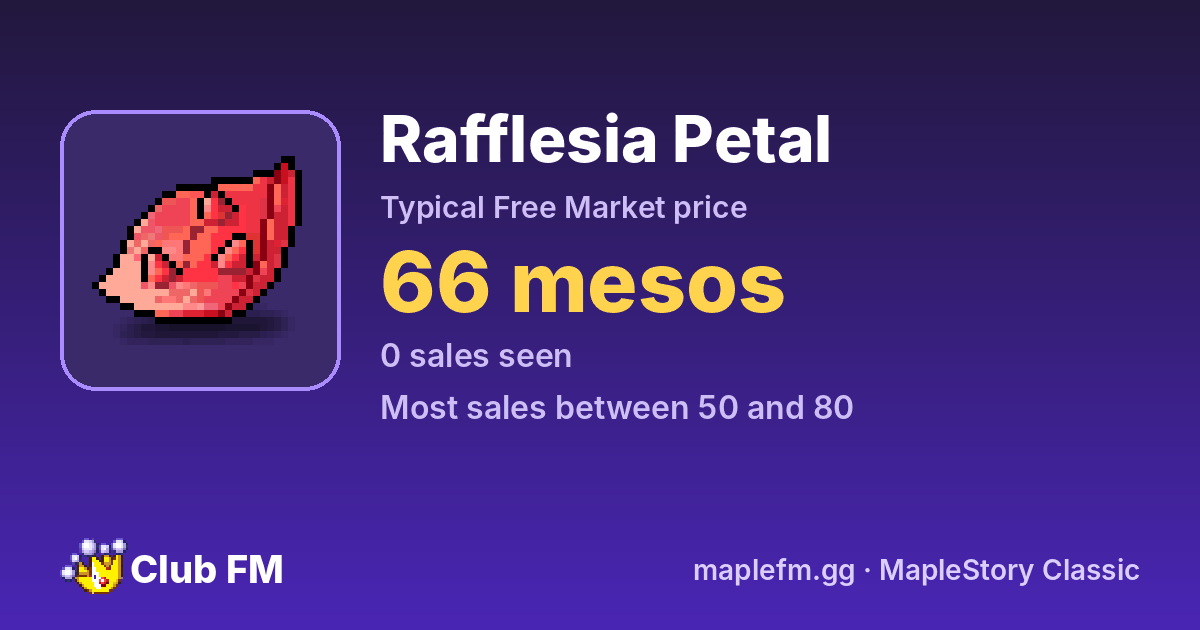 Rafflesia Petal
Typical Free Market price
66 mesos
0 sales seen
Most sales between 50 and 80
Club FM
maplefm.gg · MapleStory Classic